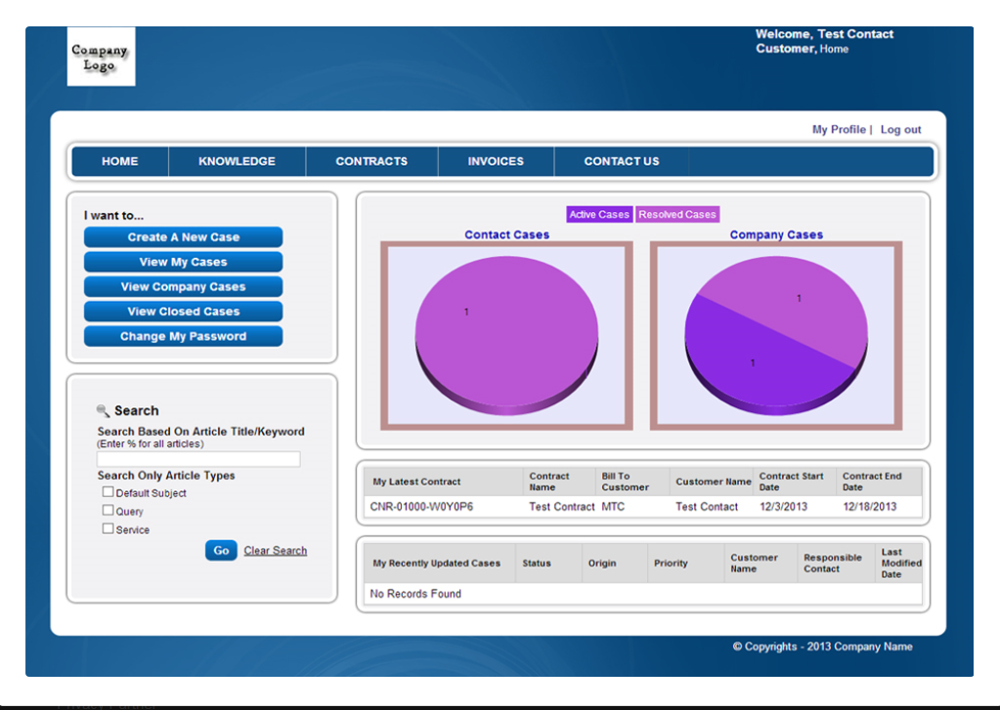 Company
Logo
Welcome, Test Contact
Customer, Home
My Profile | Log out
HOME KNOWLEDGE CONTRACTS INVOICES CONTACT US
I want to...
Create A New Case
View My Cases
View Company Cases
View Closed Cases
Change My Password
Search
Search Based On Article Title/Keyword
(Enter % for all articles)
Search Only Article Types
Default Subject
Query
Service
Go Clear Search
Active Cases Resolved Cases
Contact Cases Company Cases
1
1
1
My Latest Contract Contract Name Bill To Customer Customer Name Contract Start Date Contract End Date
CNR-01000-W0Y0P6 Test Contract MTC Test Contact 12/3/2013 12/18/2013
My Recently Updated Cases Status Origin Priority Customer Name Responsible Contact Last Modified Date
No Records Found
© Copyrights - 2013 Company Name